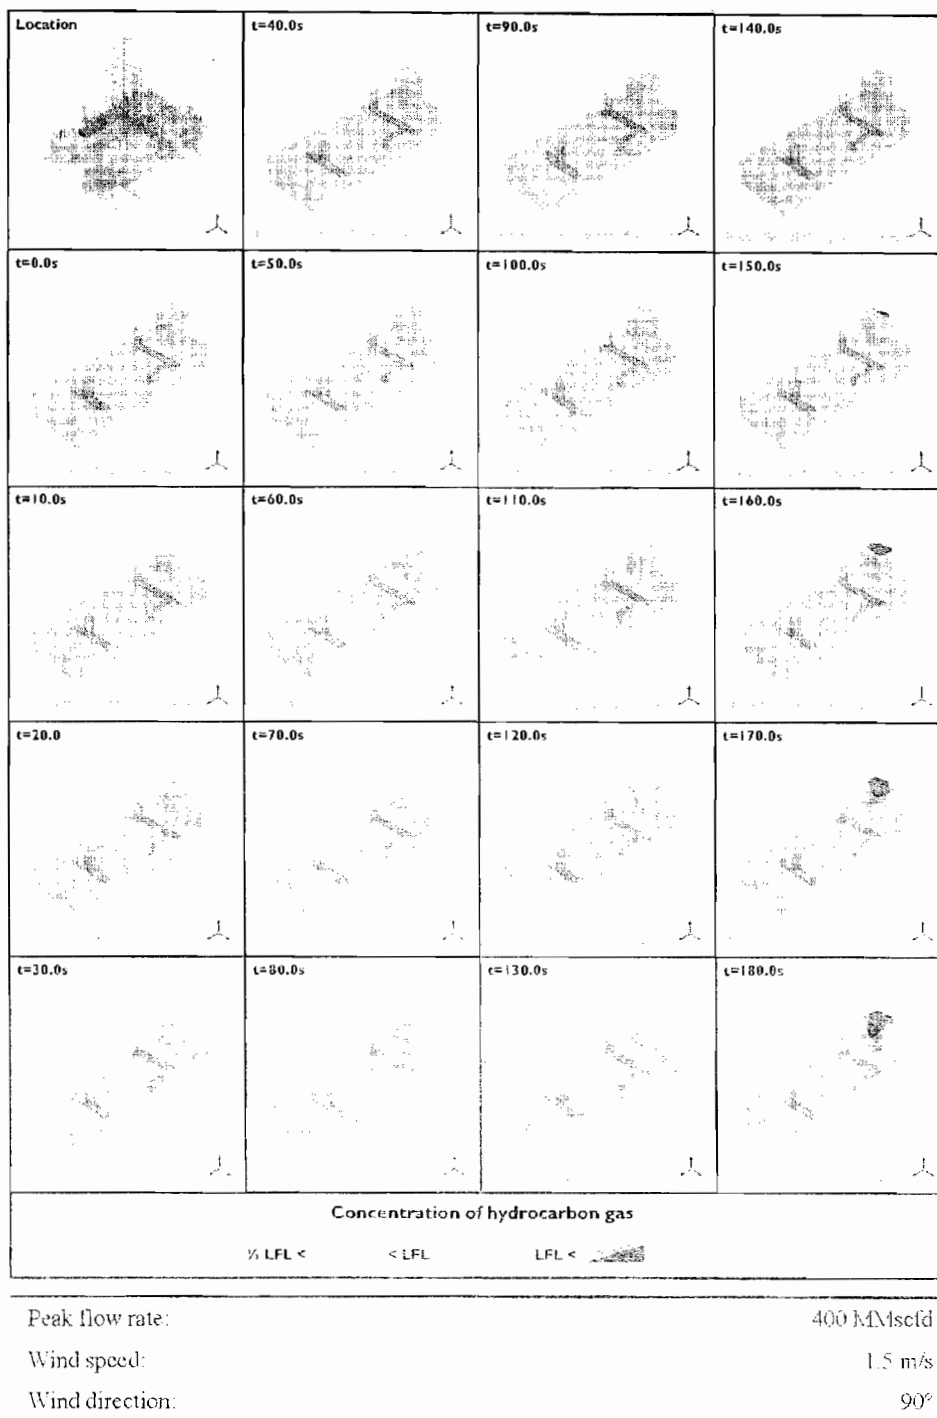 Location
t=40.0s
t=90.0s
t=140.0s
t=0.0s
t=50.0s
t=100.0s
t=150.0s
t=10.0s
t=60.0s
t=110.0s
t=160.0s
t=20.0
t=70.0s
t=120.0s
t=170.0s
t=30.0s
t=80.0s
t=130.0s
t=180.0s
Concentration of hydrocarbon gas
LFL < < LFL LFL <
Peak flow rate: 400 MMscfd
Wind speed: 1.5 m/s
Wind direction: 90°